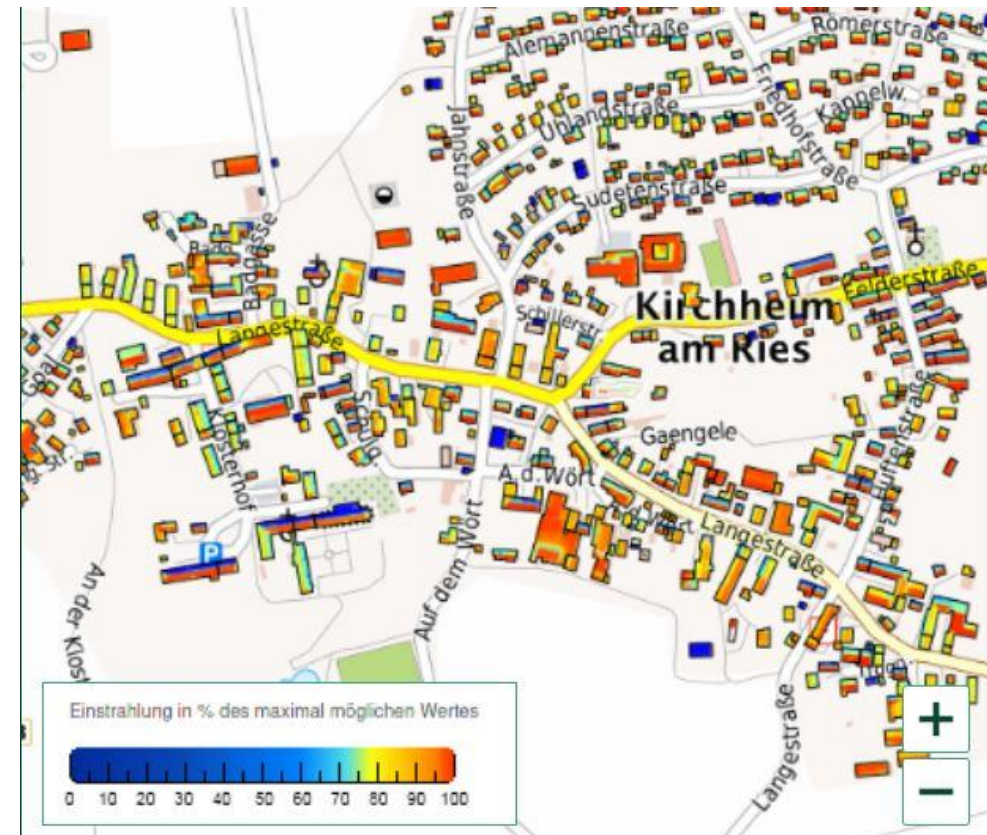 Alemannenstraße
Römerstraße
Jahnstraße
Uhlandstraße
Friedhofstraße
Kappelw.
Sudetenstraße
Badgasse
Langestraße
Schillerstr.
Felderstraße
Kirchheim
am Ries
Schulg.
Klosterhof
Gaengele
A.d.Wört
Langestraße
P
Auf dem Wört
An der Klost
Langestraße
Einstrahlung in % des maximal möglichen Wertes
0 10 20 30 40 50 60 70 80 90 100
+
−